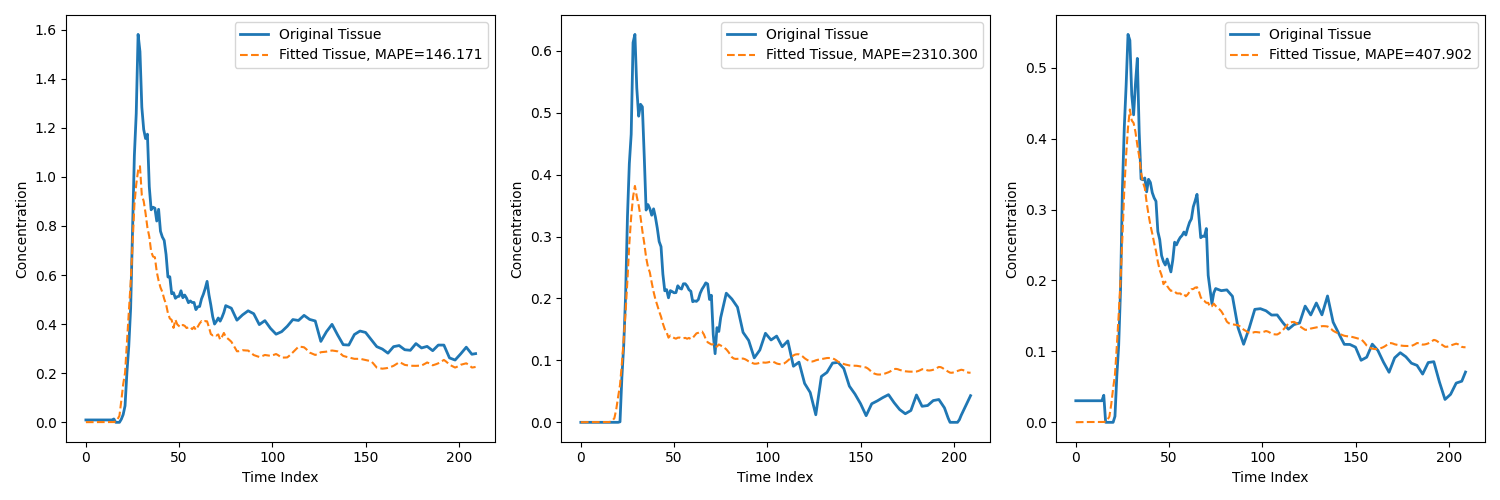 Original Tissue
Fitted Tissue, MAPE=146.171
1.6
1.4
1.2
1.0
0.8
0.6
0.4
0.2
0.0
Concentration
0 50 100 150 200
Time Index
Original Tissue
Fitted Tissue, MAPE=2310.300
0.6
0.5
0.4
0.3
0.2
0.1
0.0
Concentration
0 50 100 150 200
Time Index
Original Tissue
Fitted Tissue, MAPE=407.902
0.5
0.4
0.3
0.2
0.1
0.0
Concentration
0 50 100 150 200
Time Index